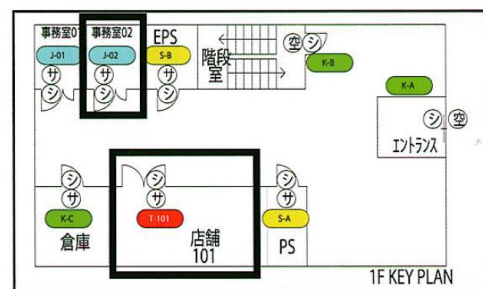 事務室01
事務室02
EPS
階段室
空
シ
J-01
J-02
S-B
K-B
サ
サ
サ
シ
シ
シ
K-A
シ
空
エントランス
シ
シ
シ
サ
サ
サ
K-C
T-101
S-A
倉庫
店舗
101
PS
1F KEY PLAN